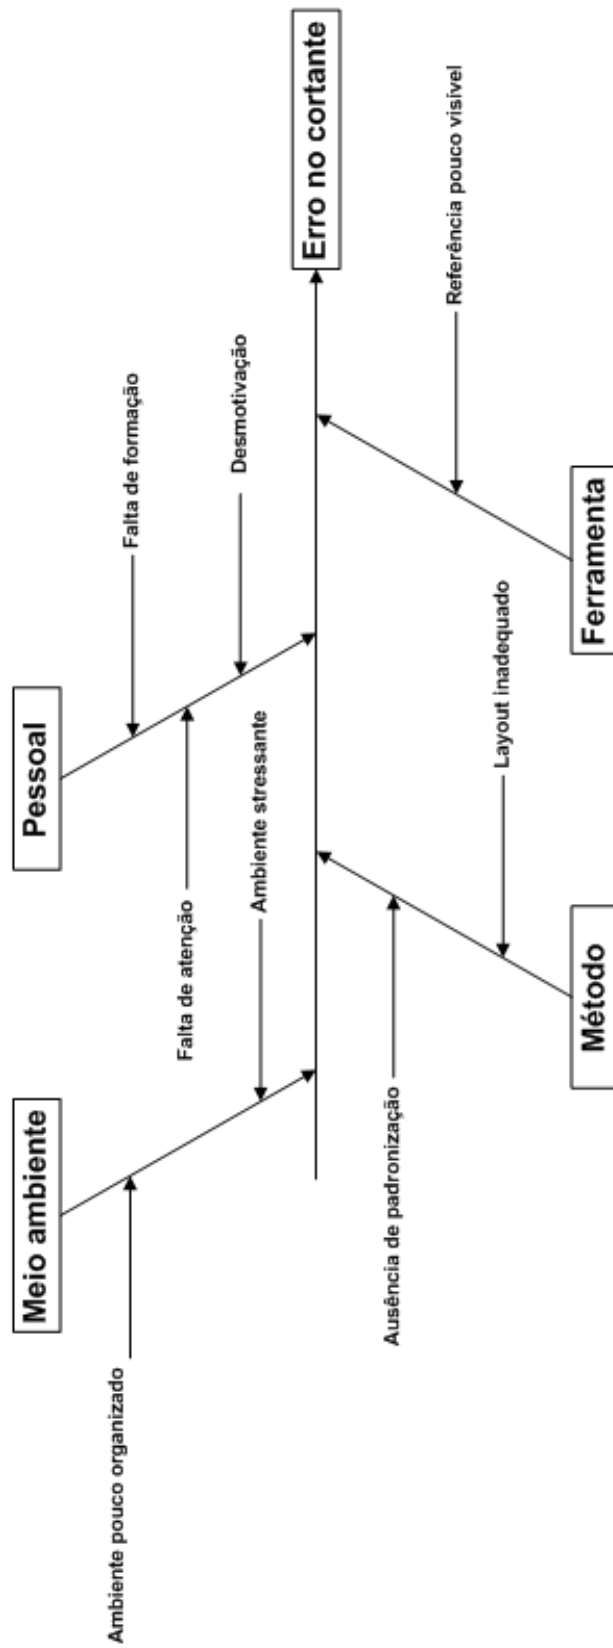 Meio ambiente
Pessoal
Ambiente pouco organizado
Falta de formação
Falta de atenção
Desmotivação
Ambiente stressante
Erro no cortante
Ausência de padronização
Referência pouco visível
Layout inadequado
Método
Ferramenta